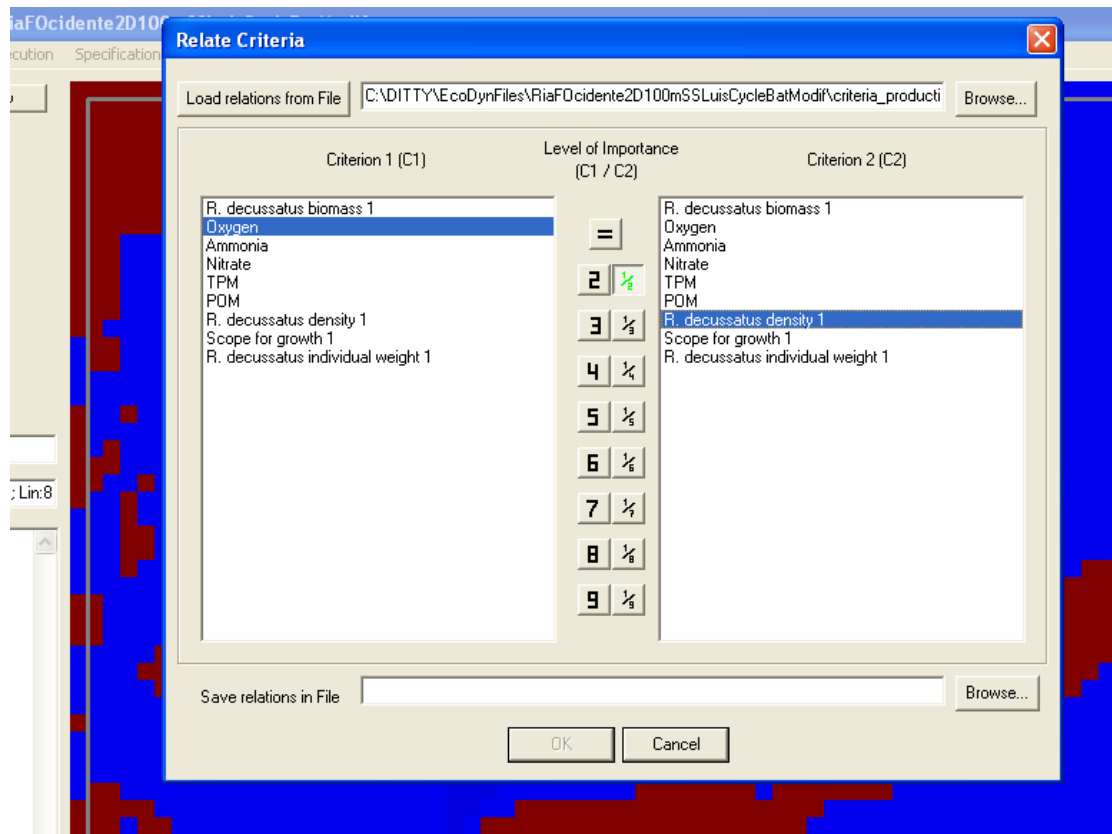 iaFOcidente2D10
Relate Criteria
cution Specification
Load relations from File
C:\DITTY\EcoDynFiles\RiaFOcidente2D100mSSLuisCycleBatModif\criteria_producti
Browse...
Criterion 1 (C1)
Level of Importance
(C1 / C2)
Criterion 2 (C2)
R. decussatus biomass 1
Oxygen
Ammonia
Nitrate
TPM
POM
R. decussatus density 1
Scope for growth 1
R. decussatus individual weight 1
=
2 1/2
3 1/3
4 1/4
5 1/5
6 1/6
7 1/7
8 1/8
9 1/9
R. decussatus biomass 1
Oxygen
Ammonia
Nitrate
TPM
POM
R. decussatus density 1
Scope for growth 1
R. decussatus individual weight 1
; Lin:8
Save relations in File
Browse...
OK
Cancel